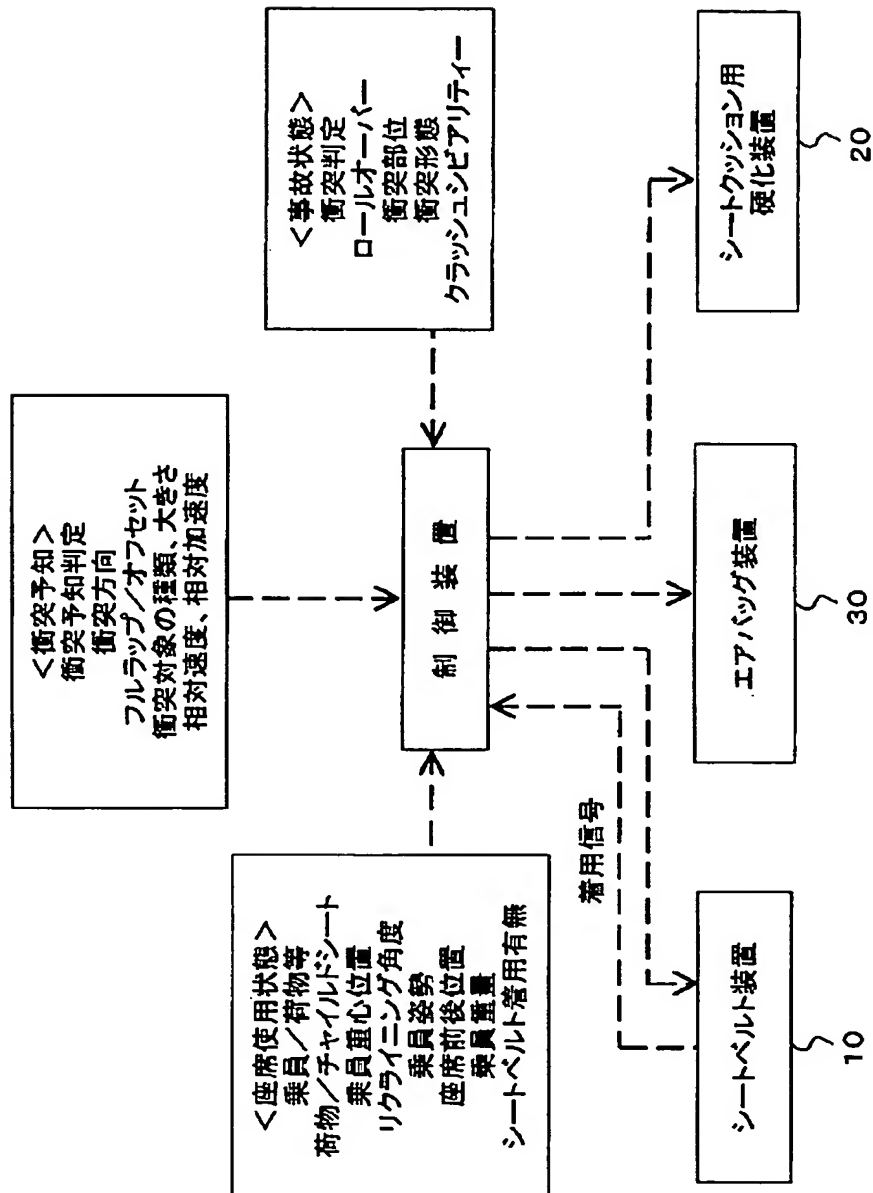 <衝突予知>
衝突予知判定
衝突方向
フルラップ/オフセット
衝突対象の種類、大きさ
相対速度、相対加速度
<座席使用状態>
乗員/荷物等
荷物/チャイルドシート
乗員重心位置
リクライニング角度
乗員姿勢
座席前後位置
乗員重量
シートベルト着用有無
制御装置
<事故状態>
衝突判定
ロールオーバー
衝突部位
衝突形態
クラッシュシビアリティー
着用信号
シートベルト装置
10
エアバッグ装置
30
シートクッション用
硬化装置
20